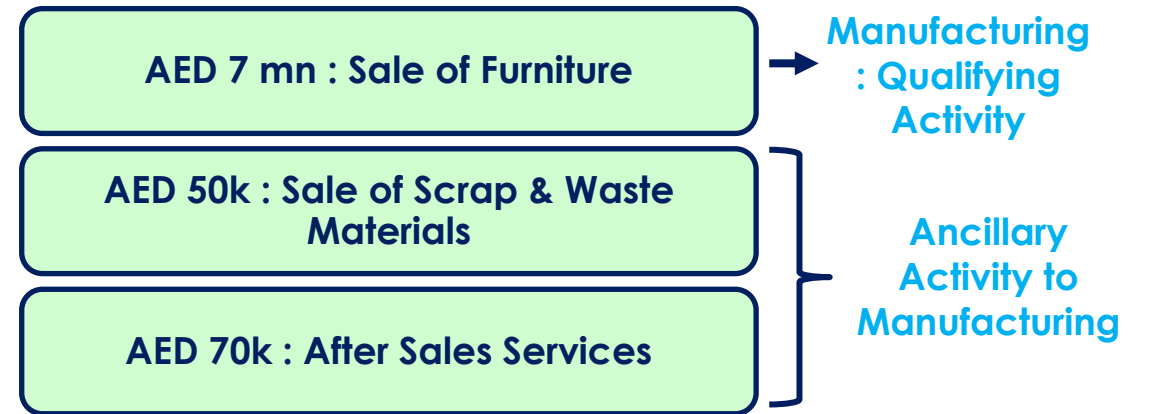 AED 7 mn : Sale of Furniture
Manufacturing
: Qualifying
Activity
AED 50k : Sale of Scrap & Waste
Materials
AED 70k : After Sales Services
Ancillary
Activity to
Manufacturing